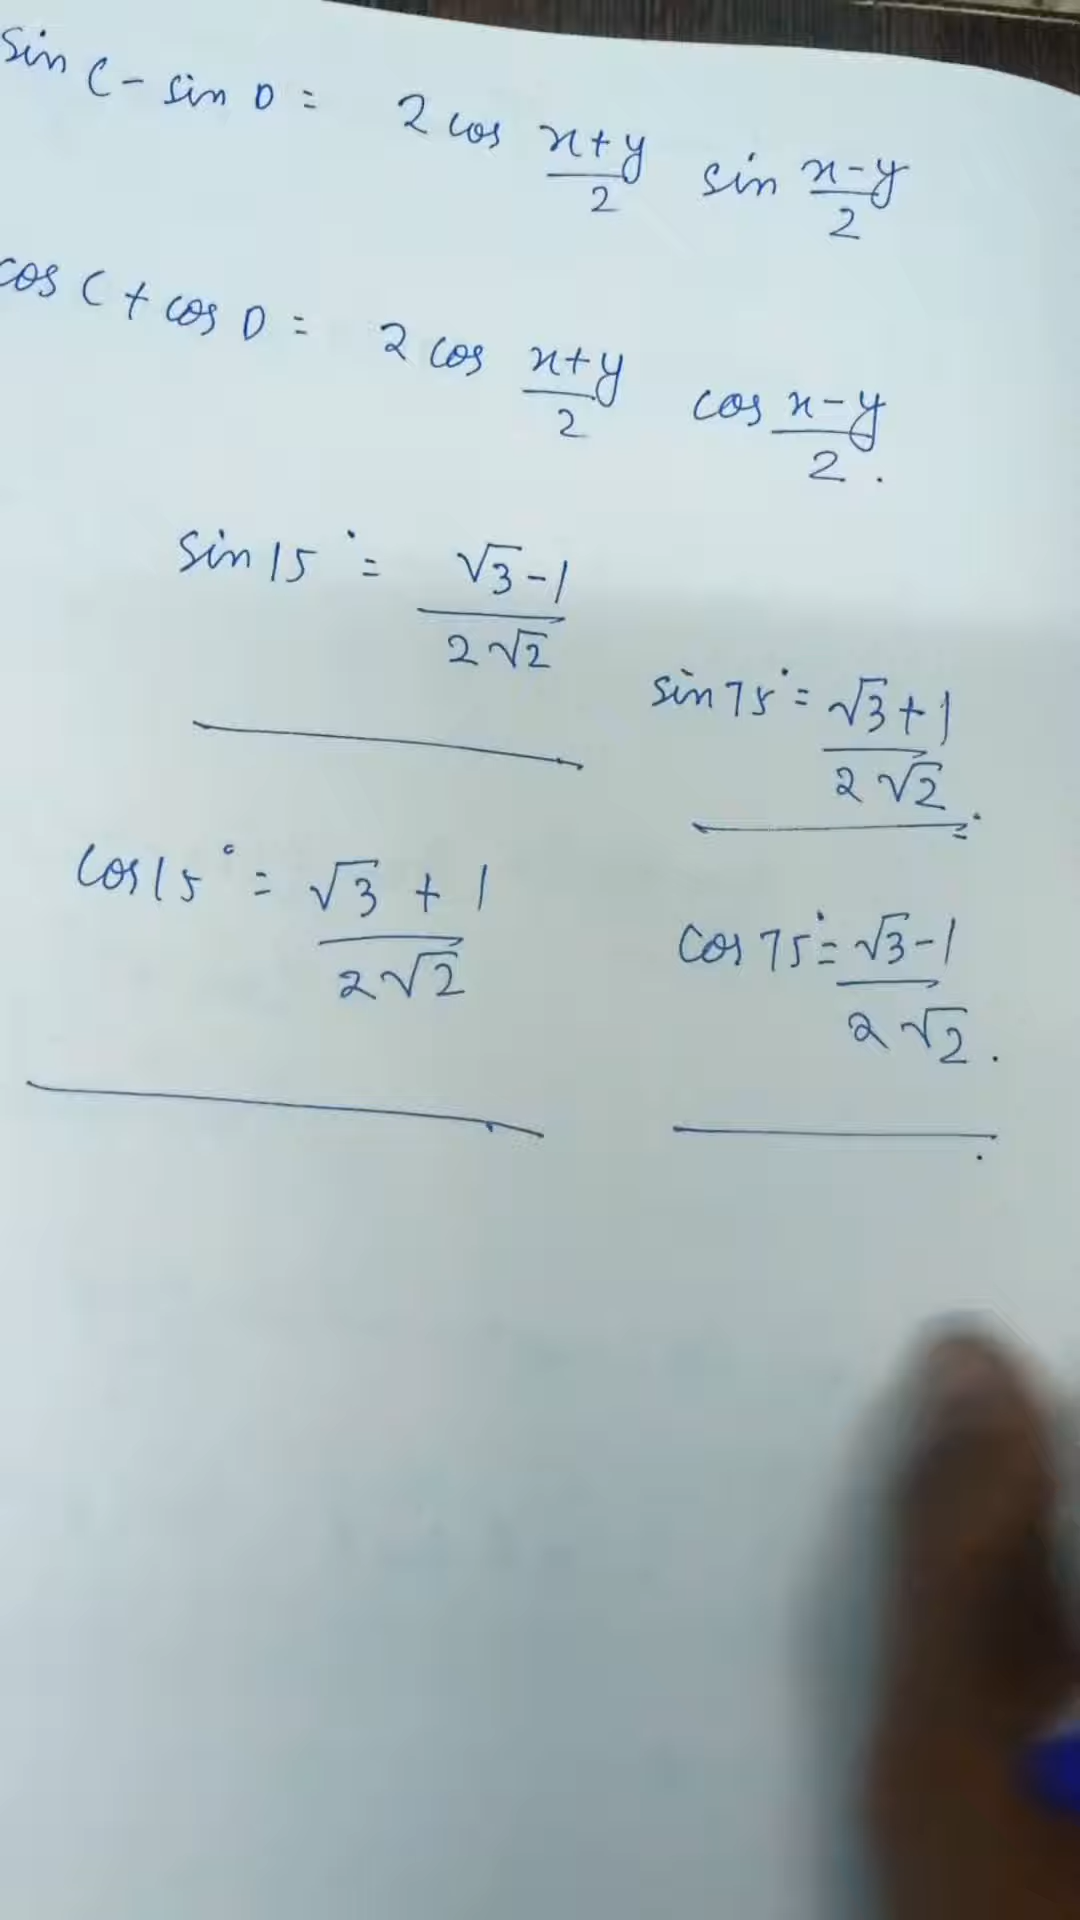 sin C - sin D = 2 cos (x+y)/2 sin (x-y)/2
cos C + cos D = 2 cos (x+y)/2 cos (x-y)/2.
sin 15° = (√3-1)/(2√2)
sin 75° = (√3+1)/(2√2).
cos 15° = (√3+1)/(2√2)
cos 75° = (√3-1)/(2√2).